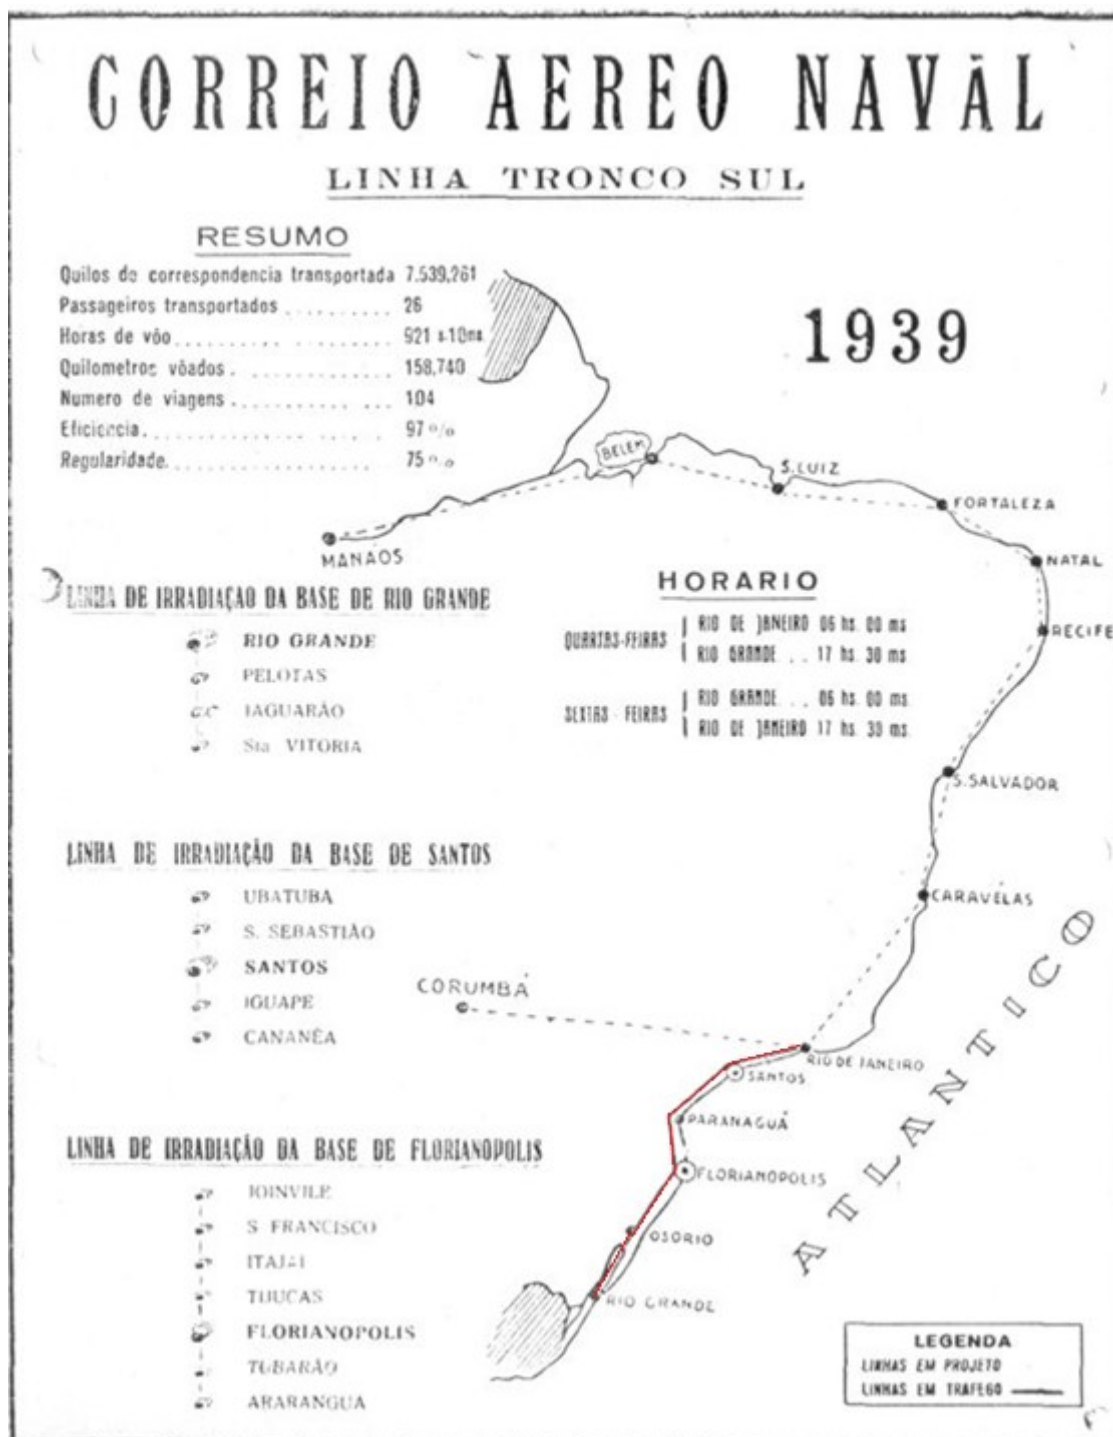 CORREIO AEREO NAVAL
LINHA TRONCO SUL
RESUMO
Quilos de correspondencia transportada 7.539,261
Passageiros transportados .......... 26
Horas de vôo ........... 921 s.10ms.
Quilometros vôados . ........... 158,740
Numero de viagens ........... 104
Eficiencia. ........... 97 %
Regularidade. ........... 75 %
1939
BELEM
S. LUIZ
FORTALEZA
NATAL
RECIFE
MANÁOS
LINHA DE IRRADIAÇÃO DA BASE DE RIO GRANDE
RIO GRANDE
PELOTAS
JAGUARÃO
Sta VITORIA
HORARIO
QUARTAS-FEIRAS
RIO DE JANEIRO 06 hs. 00 ms
RIO GRANDE . . . 17 hs. 30 ms
SEXTAS - FEIRAS
RIO GRANDE . . . 06 hs. 00 ms.
RIO DE JANEIRO 17 hs. 30 ms.
S. SALVADOR
CARAVÉLAS
LINHA DE IRRADIAÇÃO DA BASE DE SANTOS
UBATUBA
S. SEBASTIÃO
SANTOS
IGUAPE
CANANÉA
CORUMBÁ
RIO DE JANEIRO
SANTOS
PARANAGUÁ
FLORIANÓPOLIS
OSORIO
RIO GRANDE
ATLANTICO
LINHA DE IRRADIAÇÃO DA BASE DE FLORIANOPOLIS
JOINVILE
S FRANCISCO
ITAJAI
TIJUCAS
FLORIANOPOLIS
TUBARÃO
ARARANGUA
LEGENDA
LINHAS EM PROJETO
LINHAS EM TRAFEGO